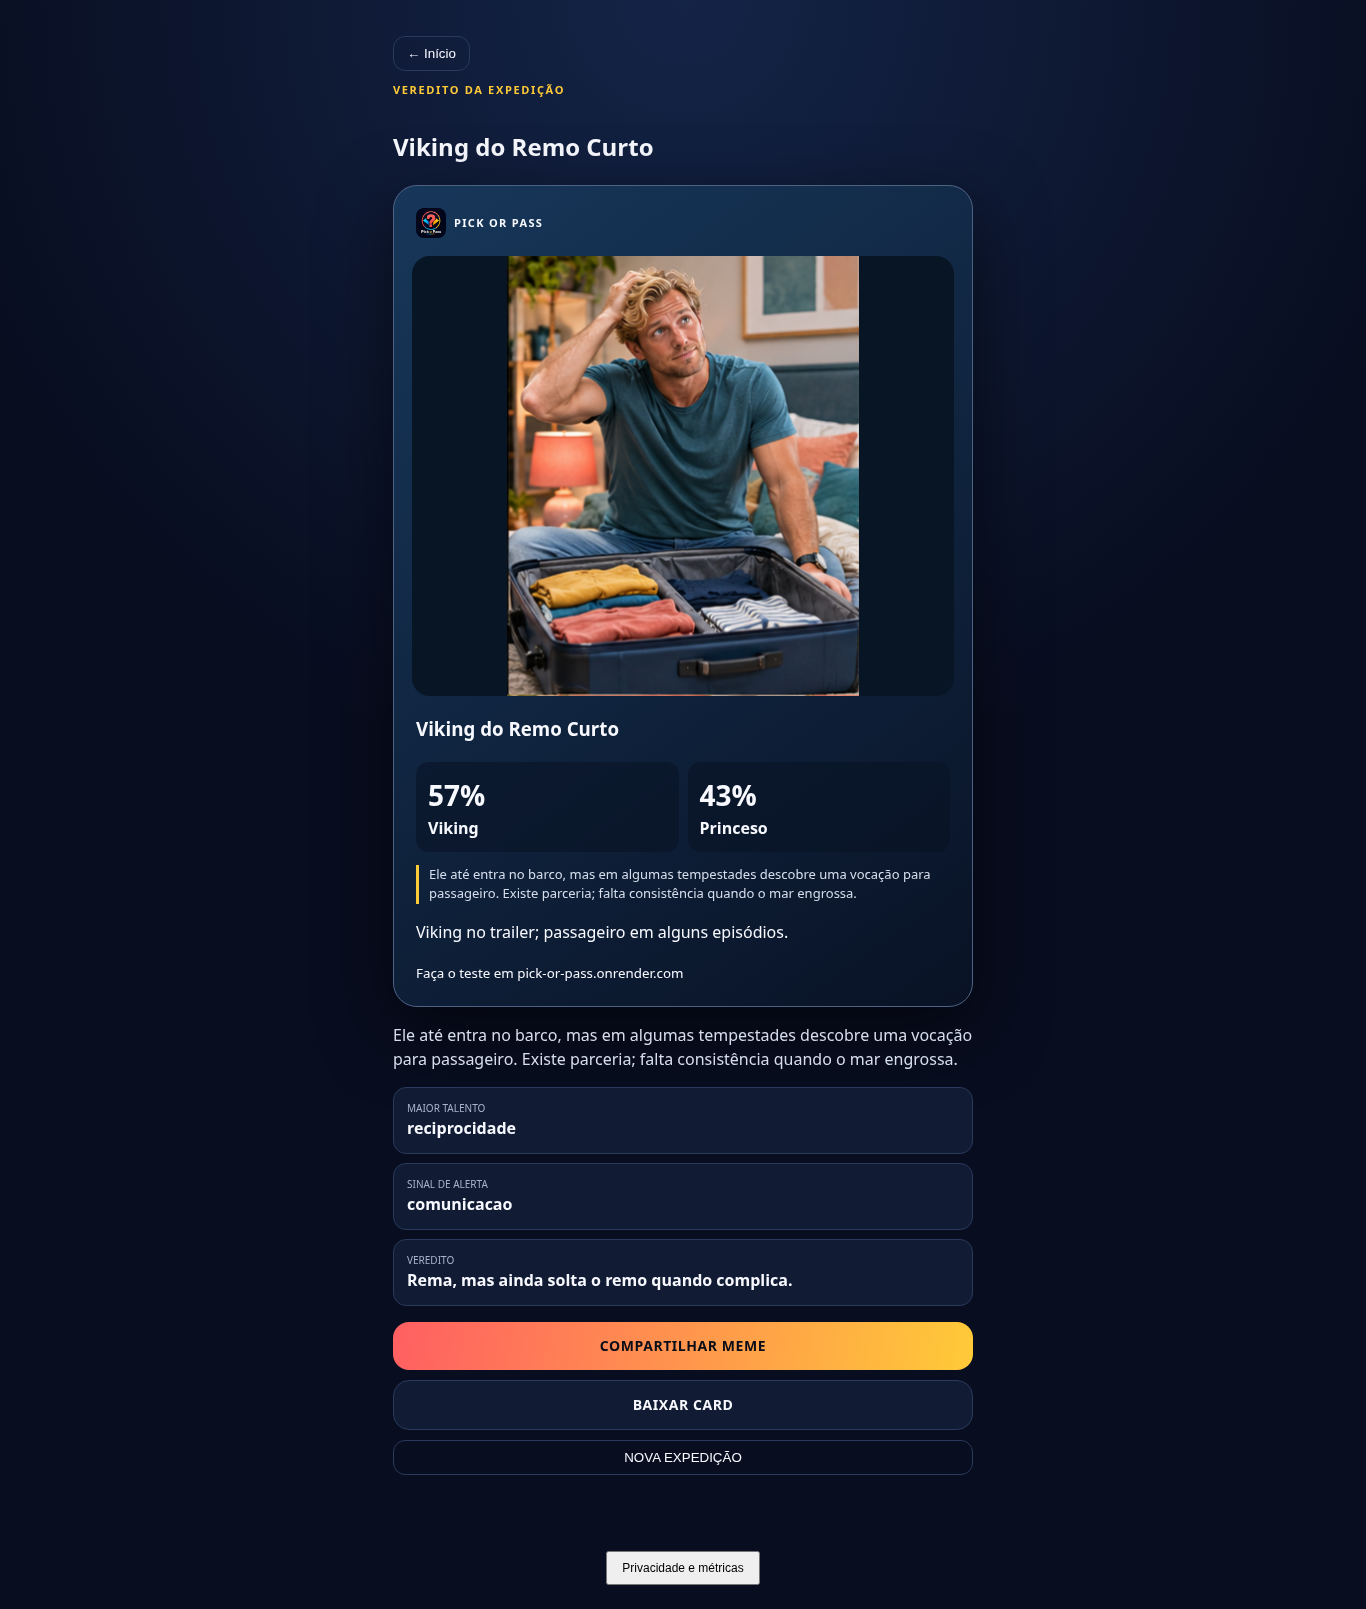 ← Início
VEREDITO DA EXPEDIÇÃO
Viking do Remo Curto
Pick or Pass
PICK OR PASS
Viking do Remo Curto
57%
Viking
43%
Princeso
Ele até entra no barco, mas em algumas tempestades descobre uma vocação para
passageiro. Existe parceria; falta consistência quando o mar engrossa.
Viking no trailer; passageiro em alguns episódios.
Faça o teste em pick-or-pass.onrender.com
Ele até entra no barco, mas em algumas tempestades descobre uma vocação
para passageiro. Existe parceria; falta consistência quando o mar engrossa.
MAIOR TALENTO
reciprocidade
SINAL DE ALERTA
comunicacao
VEREDITO
Rema, mas ainda solta o remo quando complica.
COMPARTILHAR MEME
BAIXAR CARD
NOVA EXPEDIÇÃO
Privacidade e métricas